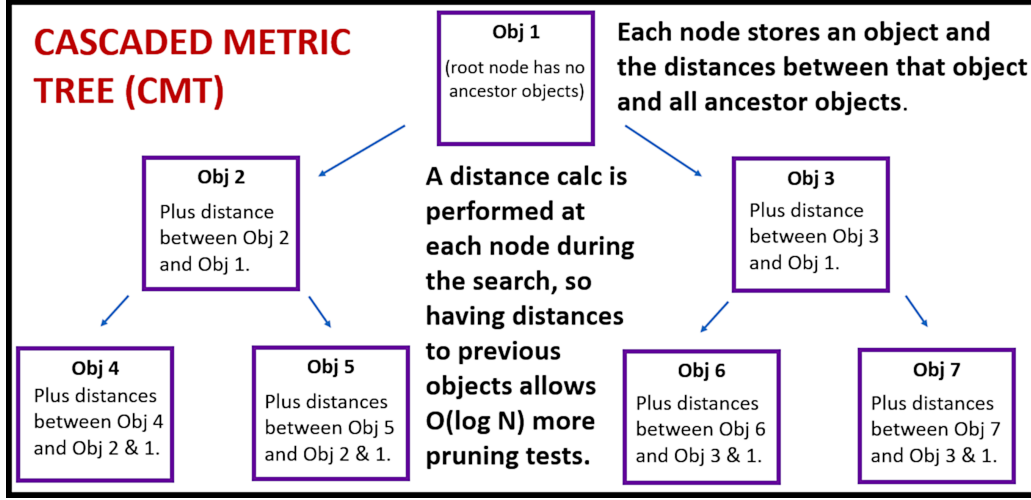 CASCADED METRIC
TREE (CMT)
Obj 1
(root node has no
ancestor objects)
Each node stores an object and
the distances between that object
and all ancestor objects.
Obj 2
Plus distance
between Obj 2
and Obj 1.
A distance calc is
performed at
each node during
the search, so
having distances
to previous
objects allows
O(log N) more
pruning tests.
Obj 3
Plus distance
between Obj 3
and Obj 1.
Obj 4
Plus distances
between Obj 4
and Obj 2 & 1.
Obj 5
Plus distances
between Obj 5
and Obj 2 & 1.
Obj 6
Plus distances
between Obj 6
and Obj 3 & 1.
Obj 7
Plus distances
between Obj 7
and Obj 3 & 1.